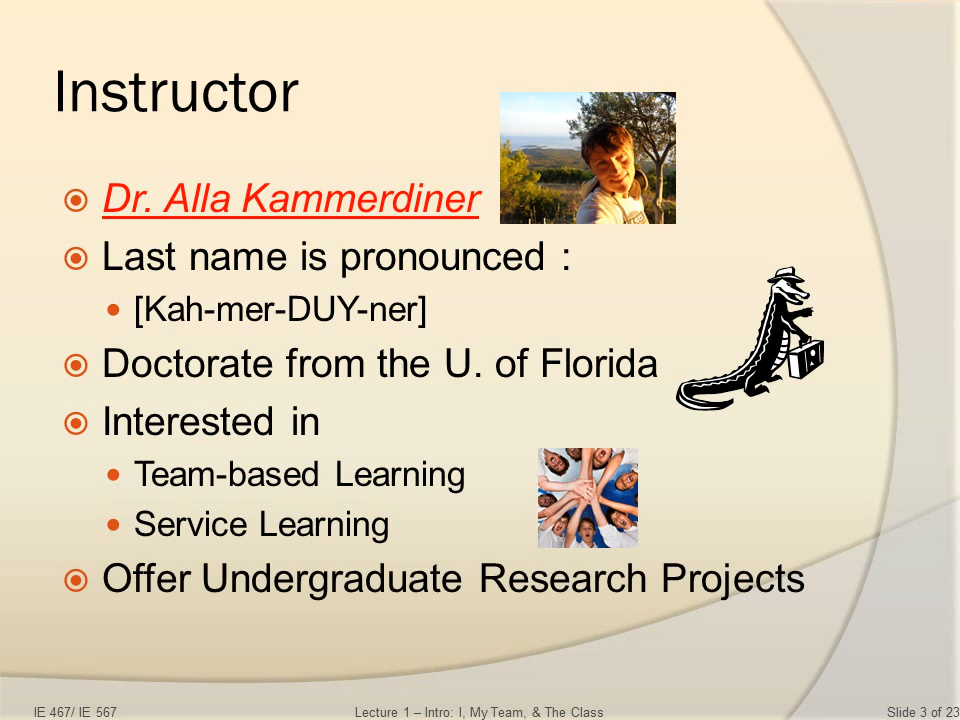 Instructor
Dr. Alla Kammerdiner
Last name is pronounced :
[Kah-mer-DUY-ner]
Doctorate from the U. of Florida
Interested in
Team-based Learning
Service Learning
Offer Undergraduate Research Projects
IE 467/ IE 567
Lecture 1 – Intro: I, My Team, & The Class
Slide 3 of 23